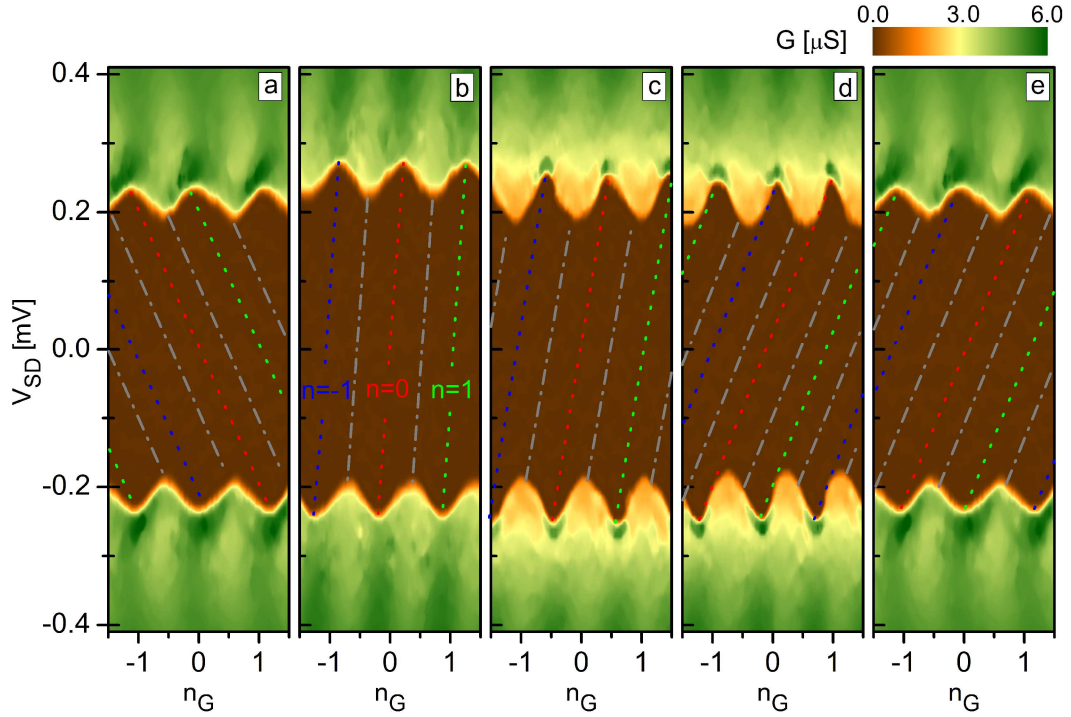 0.0 3.0 6.0
G [μS]
a b c d e
0.4
0.2
0.0
-0.2
-0.4
V_SD [mV]
n=-1 n=0 n=1
-1 0 1 -1 0 1 -1 0 1 -1 0 1 -1 0 1
n_G n_G n_G n_G n_G